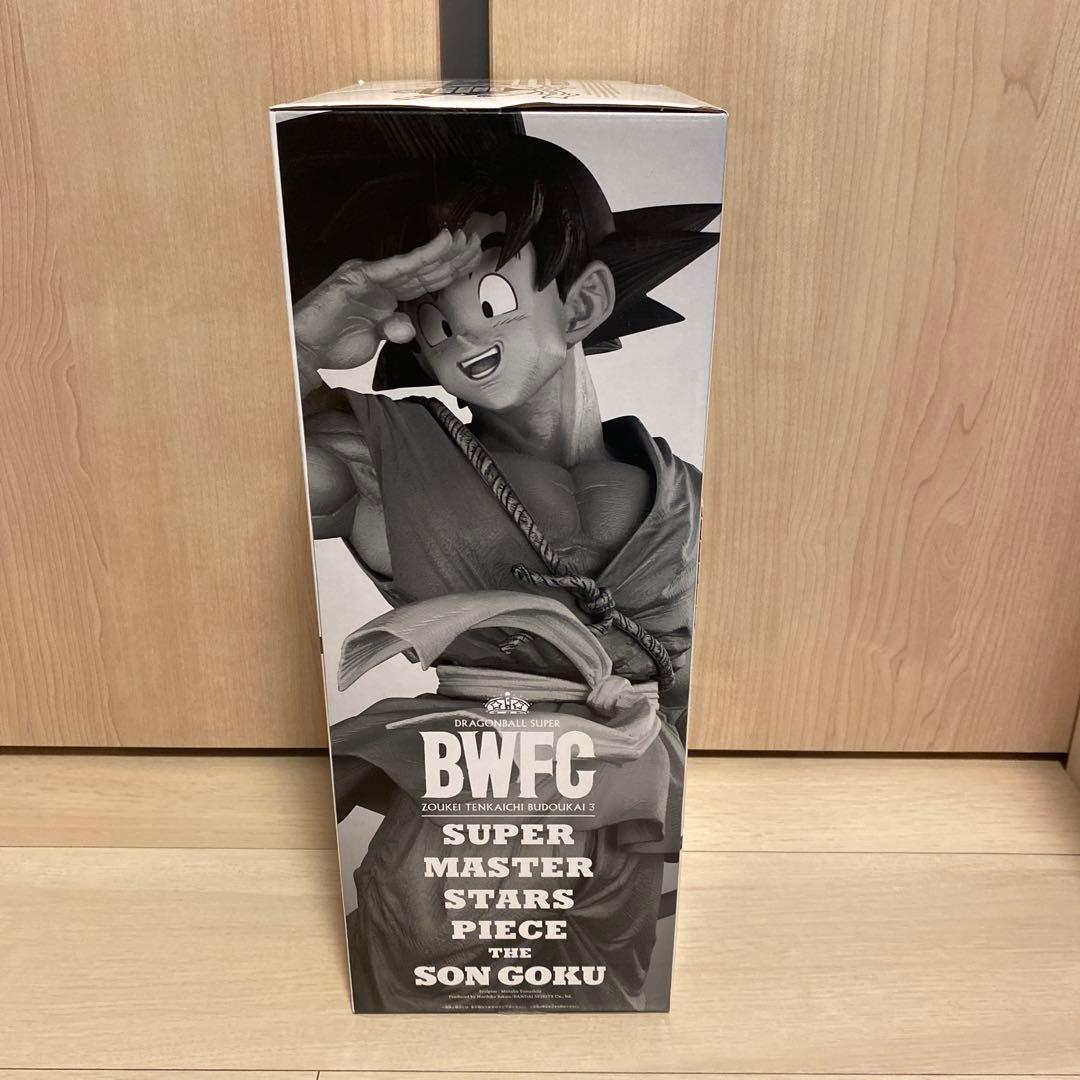 DRAGONBALL SUPER
BWFC
ZOUKEI TENKAICHI BUDOUKAI 3
SUPER
MASTER
STARS
PIECE
THE
SON GOKU